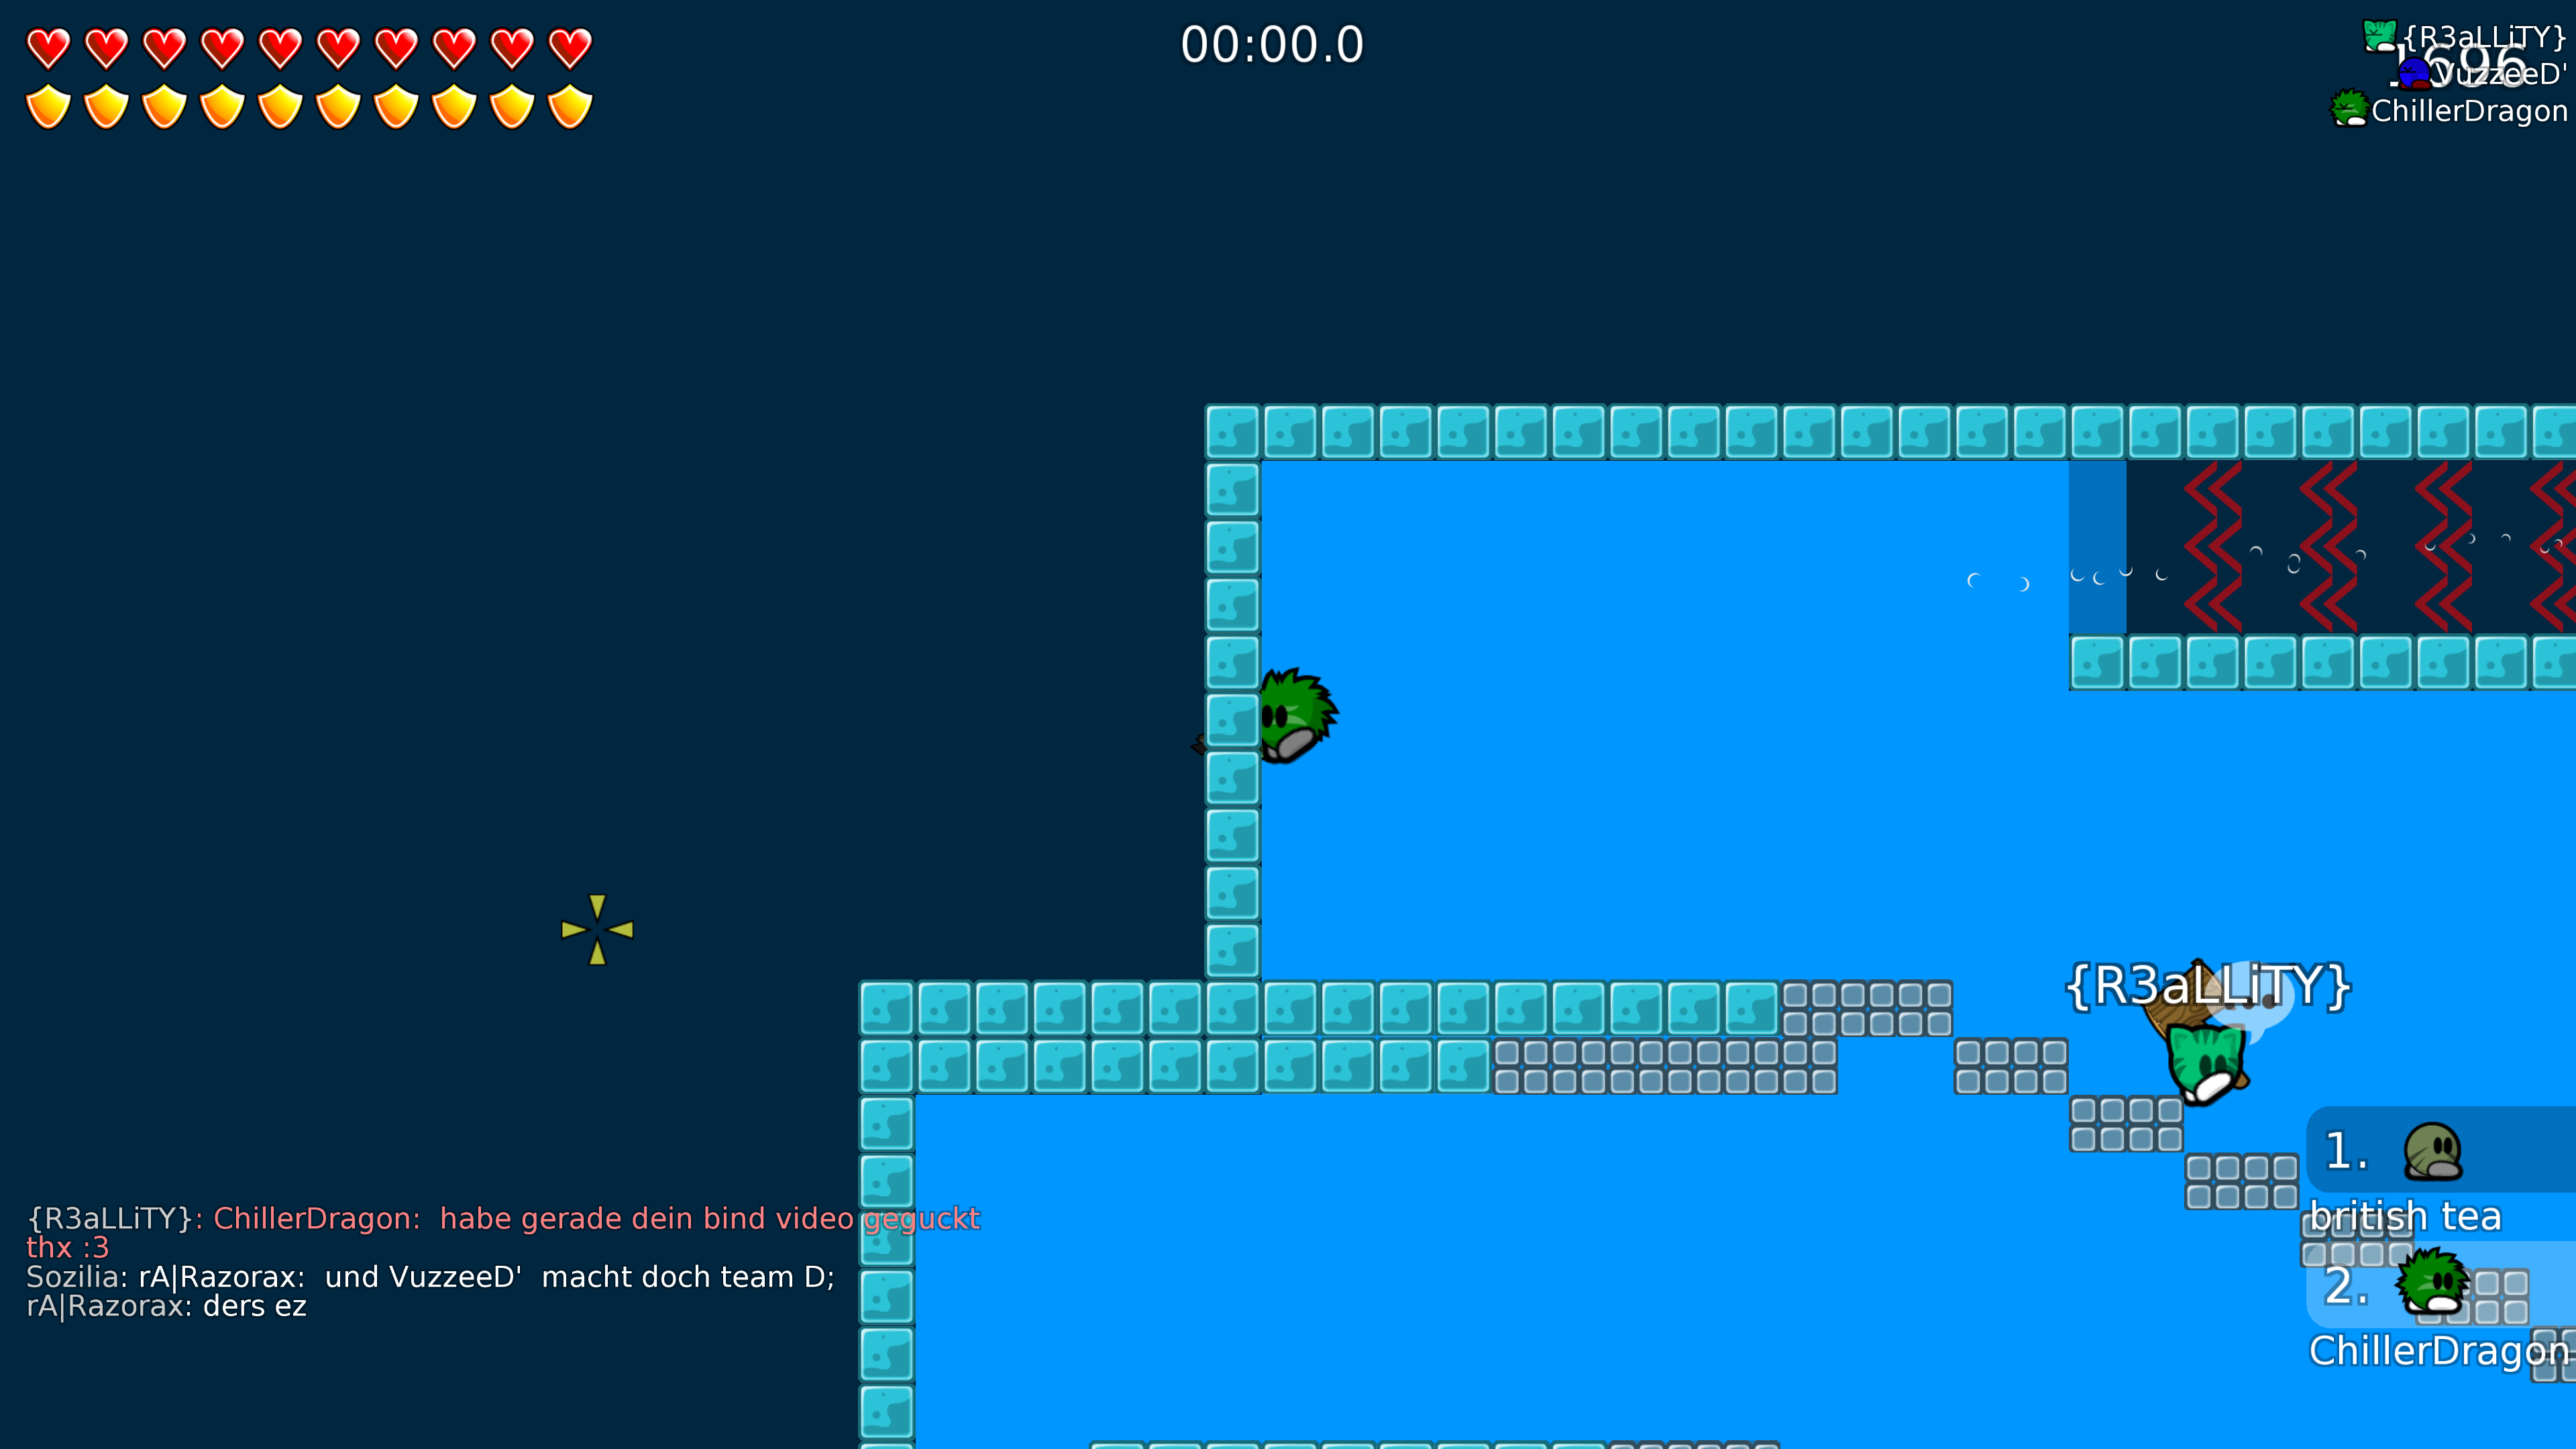 00:00.0
{R3aLLiTY}
1696
VuzzeeD'
ChillerDragon
{R3aLLiTY}
1.
british tea
2.
ChillerDragon
{R3aLLiTY}: ChillerDragon: habe gerade dein bind video geguckt
thx :3
Sozilia: rA|Razorax: und VuzzeeD' macht doch team D;
rA|Razorax: ders ez